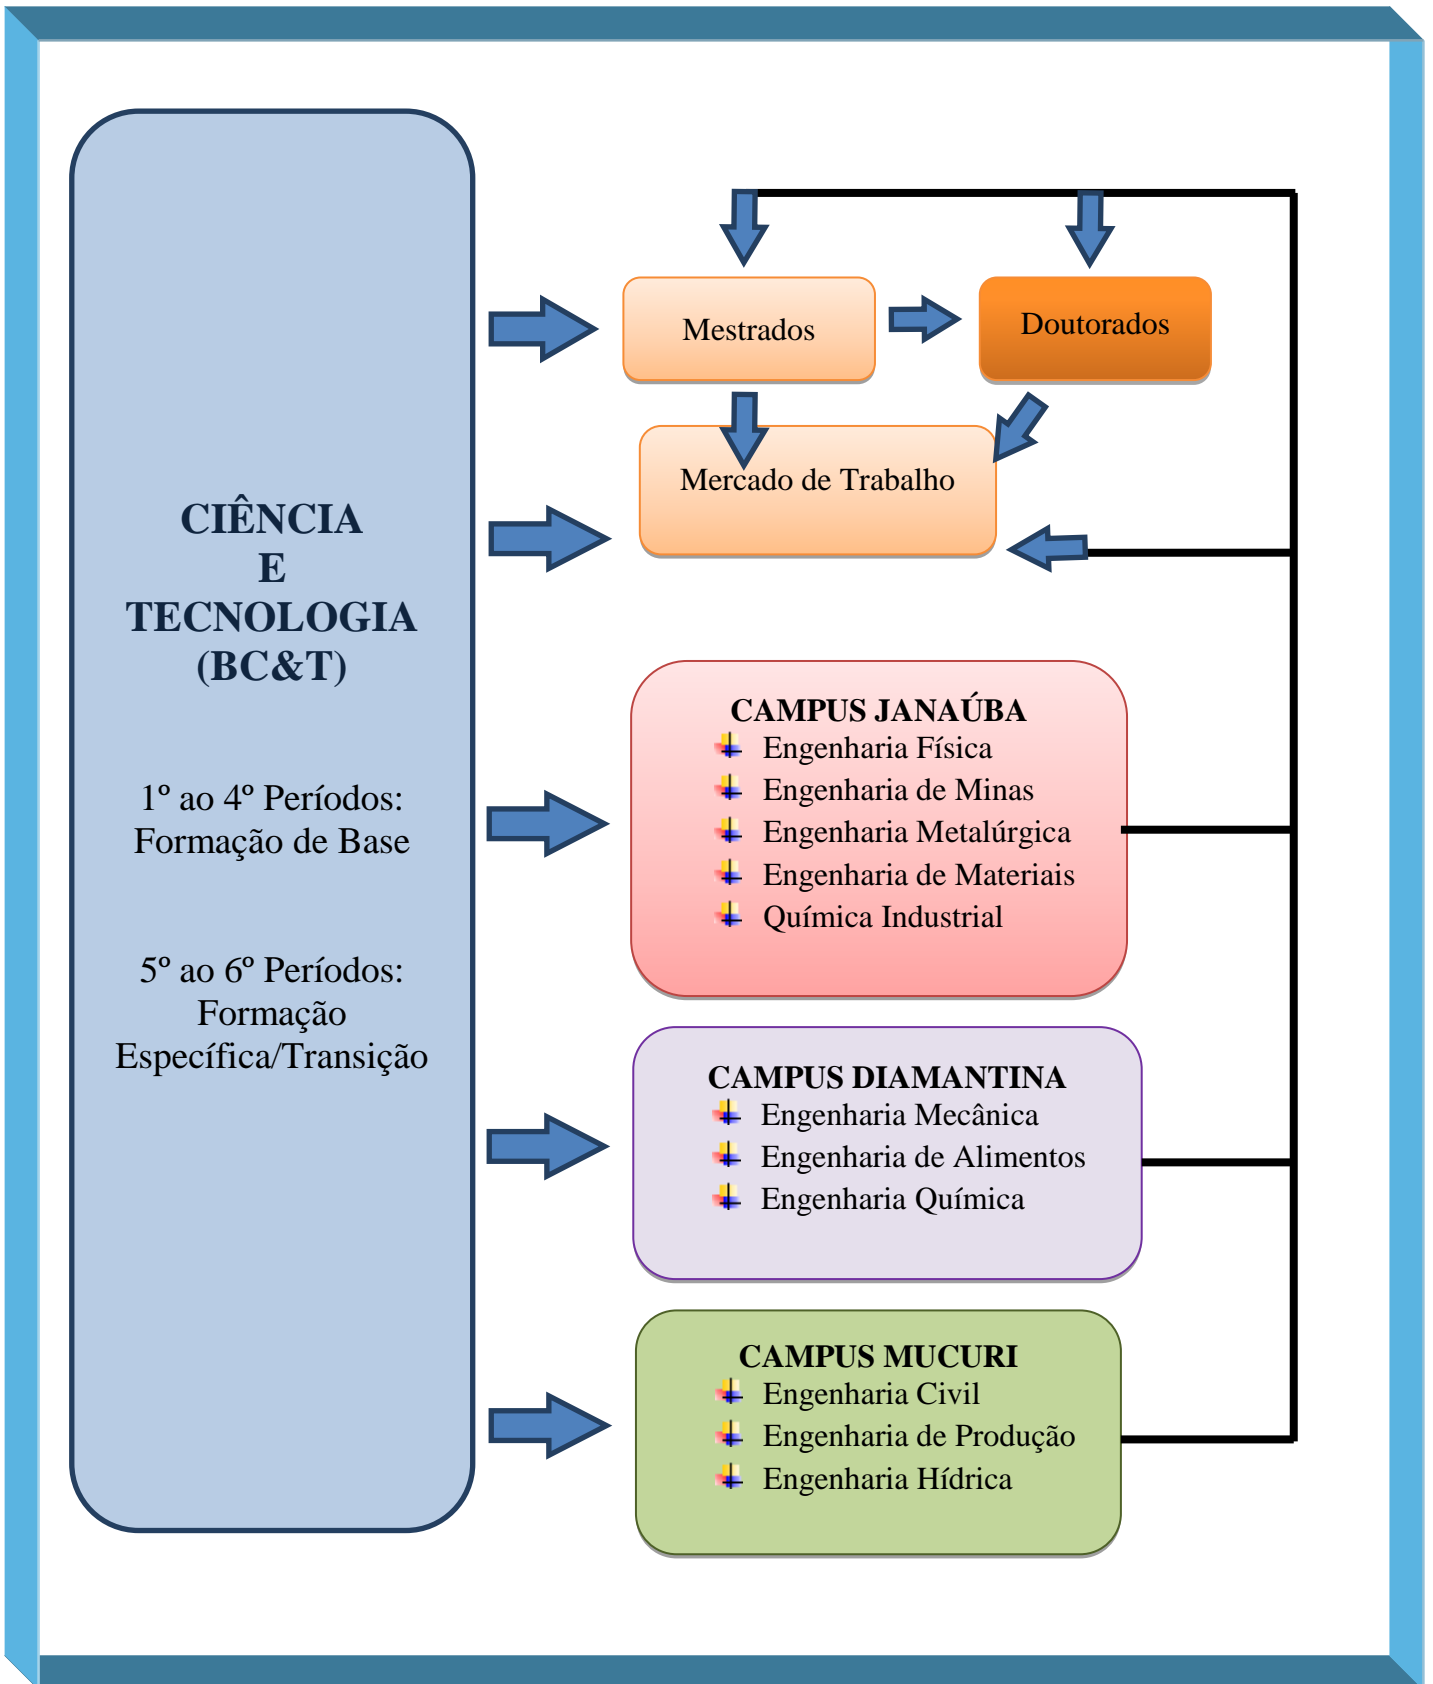 CIÊNCIA
E
TECNOLOGIA
(BC&T)
1º ao 4º Períodos:
Formação de Base
5º ao 6º Períodos:
Formação
Específica/Transição
Mestrados
Doutorados
Mercado de Trabalho
CAMPUS JANAÚBA
Engenharia Física
Engenharia de Minas
Engenharia Metalúrgica
Engenharia de Materiais
Química Industrial
CAMPUS DIAMANTINA
Engenharia Mecânica
Engenharia de Alimentos
Engenharia Química
CAMPUS MUCURI
Engenharia Civil
Engenharia de Produção
Engenharia Hídrica